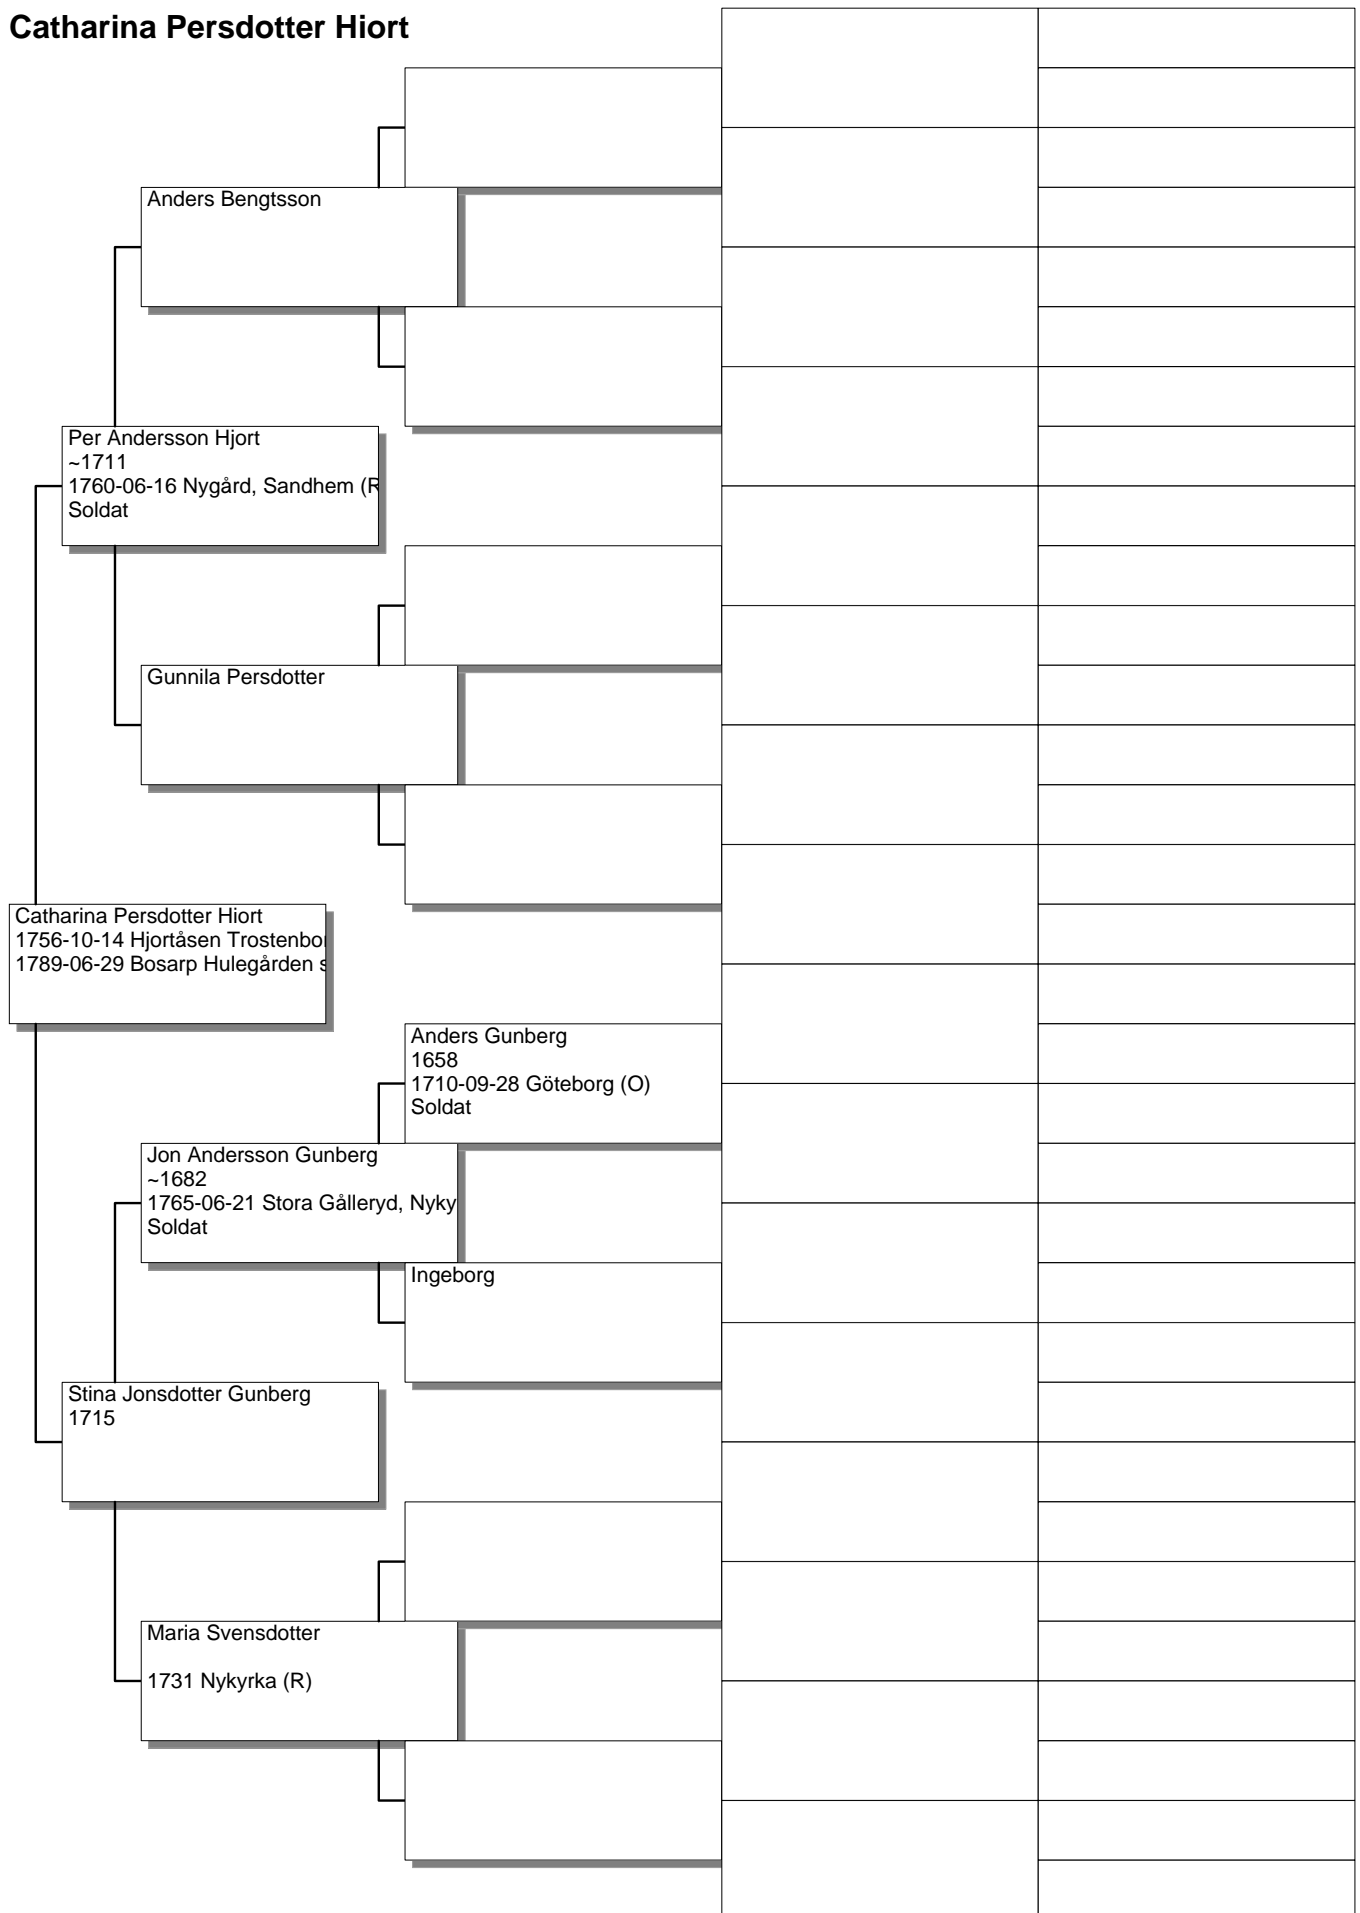 Catharina Persdotter Hiort
Anders Bengtsson
Per Andersson Hjort
~1711
1760-06-16 Nygård, Sandhem (R
Soldat
Gunnila Persdotter
Catharina Persdotter Hiort
1756-10-14 Hjortåsen Trostenbor
1789-06-29 Bosarp Hulegården s
Anders Gunberg
1658
1710-09-28 Göteborg (O)
Soldat
Jon Andersson Gunberg
~1682
1765-06-21 Stora Gålleryd, Nyky
Soldat
Ingeborg
Stina Jonsdotter Gunberg
1715
Maria Svensdotter
1731 Nykyrka (R)